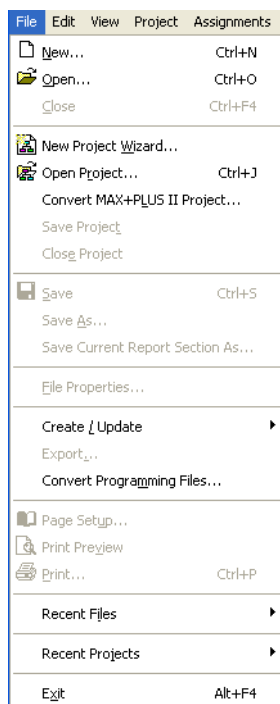 File Edit View Project Assignments
New... Ctrl+N
Open... Ctrl+O
Close Ctrl+F4
New Project Wizard...
Open Project... Ctrl+J
Convert MAX+PLUS II Project...
Save Project
Close Project
Save Ctrl+S
Save As...
Save Current Report Section As...
File Properties...
Create / Update
Export...
Convert Programming Files...
Page Setup...
Print Preview
Print... Ctrl+P
Recent Files
Recent Projects
Exit Alt+F4